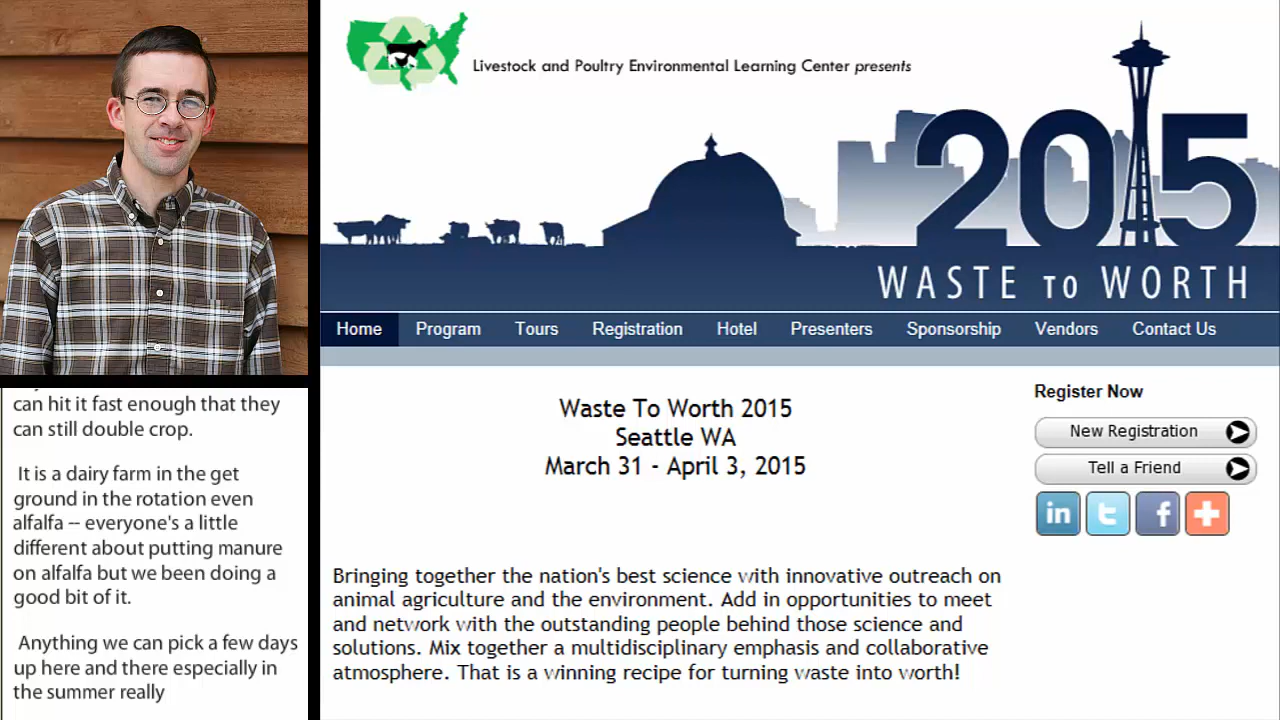 Livestock and Poultry Environmental Learning Center presents
2015
WASTE TO WORTH
Home Program Tours Registration Hotel Presenters Sponsorship Vendors Contact Us
Waste To Worth 2015
Seattle WA
March 31 - April 3, 2015
Bringing together the nation's best science with innovative outreach on
animal agriculture and the environment. Add in opportunities to meet
and network with the outstanding people behind those science and
solutions. Mix together a multidisciplinary emphasis and collaborative
atmosphere. That is a winning recipe for turning waste into worth!
Register Now
New Registration
Tell a Friend
in t f
can hit it fast enough that they
can still double crop.
It is a dairy farm in the get
ground in the rotation even
alfalfa -- everyone's a little
different about putting manure
on alfalfa but we been doing a
good bit of it.
Anything we can pick a few days
up here and there especially in
the summer really